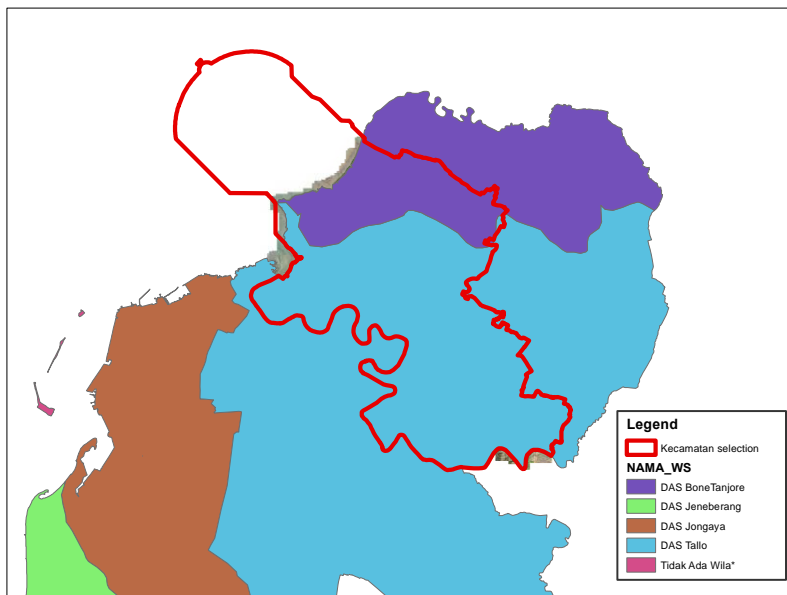 Legend
Kecamatan selection
NAMA_WS
DAS BoneTanjore
DAS Jeneberang
DAS Jongaya
DAS Tallo
Tidak Ada Wila*